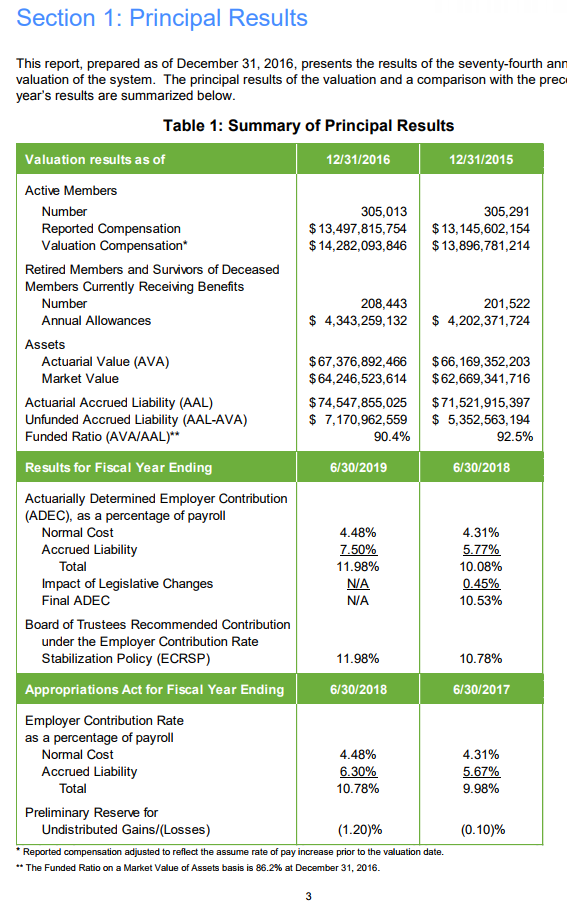 Section 1: Principal Results
This report, prepared as of December 31, 2016, presents the results of the seventy-fourth ann
valuation of the system. The principal results of the valuation and a comparison with the prec
year's results are summarized below.
Table 1: Summary of Principal Results
Valuation results as of 12/31/2016 12/31/2015
Active Members
Number 305,013 305,291
Reported Compensation $13,497,815,754 $13,145,602,154
Valuation Compensation* $14,282,093,846 $13,896,781,214
Retired Members and Survivors of Deceased
Members Currently Receiving Benefits
Number 208,443 201,522
Annual Allowances $ 4,343,259,132 $ 4,202,371,724
Assets
Actuarial Value (AVA) $67,376,892,466 $66,169,352,203
Market Value $64,246,523,614 $62,669,341,716
Actuarial Accrued Liability (AAL) $74,547,855,025 $71,521,915,397
Unfunded Accrued Liability (AAL-AVA) $ 7,170,962,559 $ 5,352,563,194
Funded Ratio (AVA/AAL)** 90.4% 92.5%
Results for Fiscal Year Ending 6/30/2019 6/30/2018
Actuarially Determined Employer Contribution
(ADEC), as a percentage of payroll
Normal Cost 4.48% 4.31%
Accrued Liability 7.50% 5.77%
Total 11.98% 10.08%
Impact of Legislative Changes N/A 0.45%
Final ADEC N/A 10.53%
Board of Trustees Recommended Contribution
under the Employer Contribution Rate
Stabilization Policy (ECRSP) 11.98% 10.78%
Appropriations Act for Fiscal Year Ending 6/30/2018 6/30/2017
Employer Contribution Rate
as a percentage of payroll
Normal Cost 4.48% 4.31%
Accrued Liability 6.30% 5.67%
Total 10.78% 9.98%
Preliminary Reserve for
Undistributed Gains/(Losses) (1.20)% (0.10)%
* Reported compensation adjusted to reflect the assume rate of pay increase prior to the valuation date.
** The Funded Ratio on a Market Value of Assets basis is 86.2% at December 31, 2016.
3